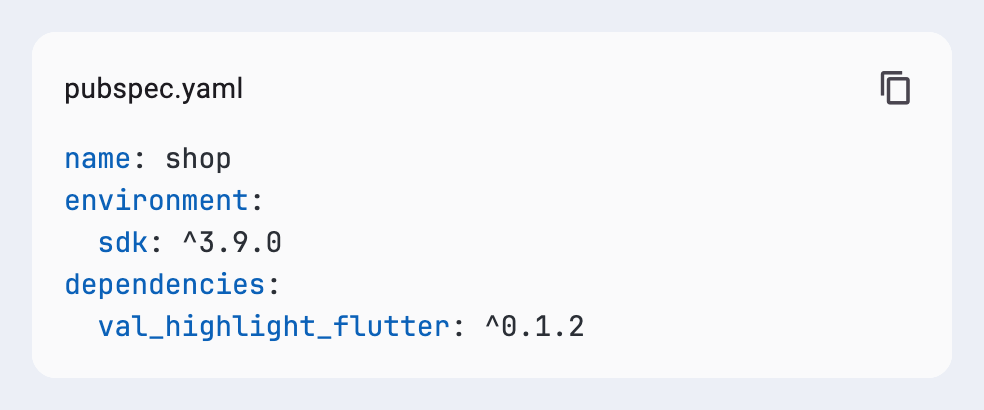 pubspec.yaml
name: shop
environment:
  sdk: ^3.9.0
dependencies:
  val_highlight_flutter: ^0.1.2